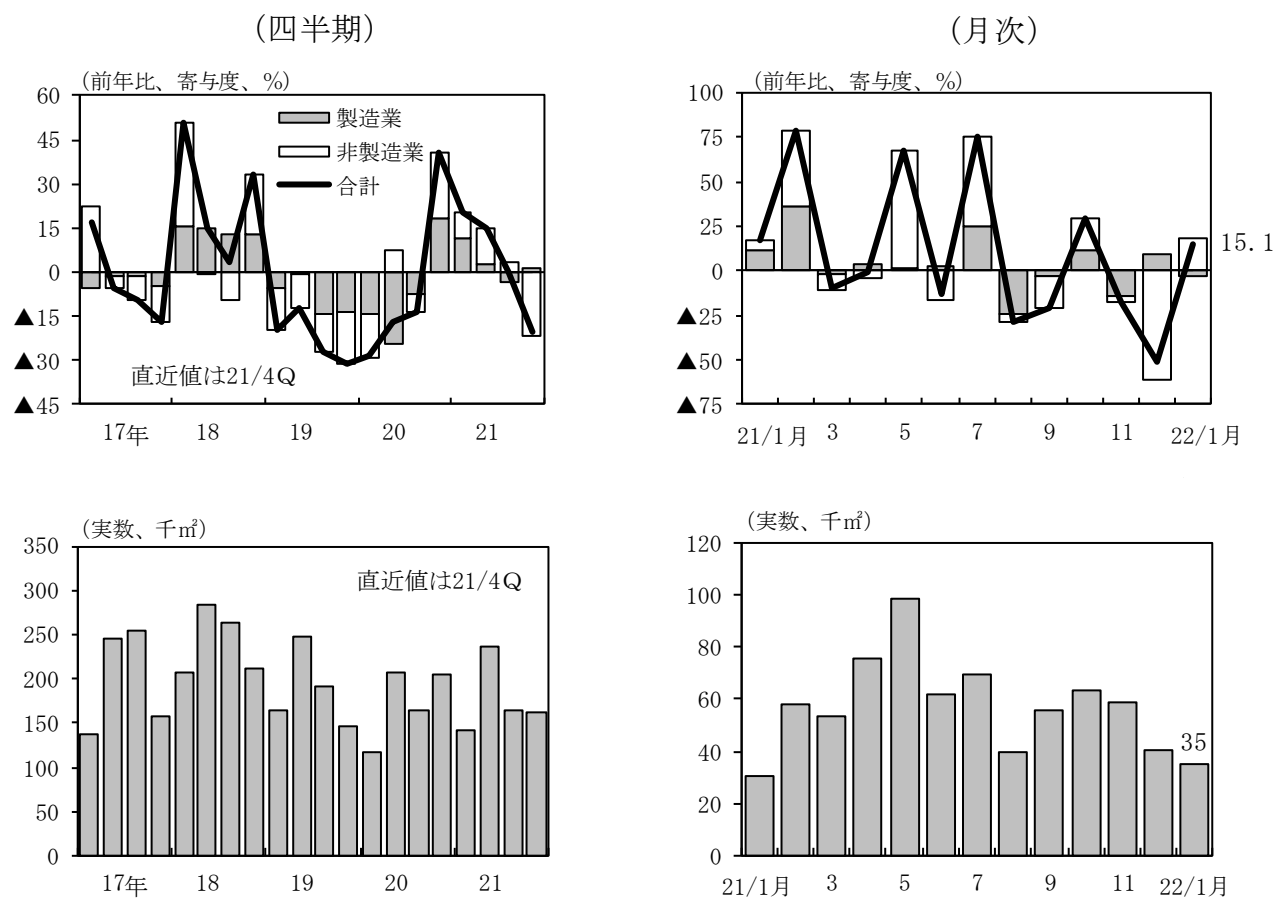 (四半期)
(前年比、寄与度、%)
60
45
30
15
0
▲15
▲30
▲45
製造業
非製造業
合計
直近値は21/4Q
17年 18 19 20 21
(月次)
(前年比、寄与度、%)
100
75
50
25
0
▲25
▲50
▲75
15.1
21/1月 3 5 7 9 11 22/1月
(実数、千㎡)
350
300
250
200
150
100
50
0
直近値は21/4Q
17年 18 19 20 21
(実数、千㎡)
120
100
80
60
40
20
0
35
21/1月 3 5 7 9 11 22/1月